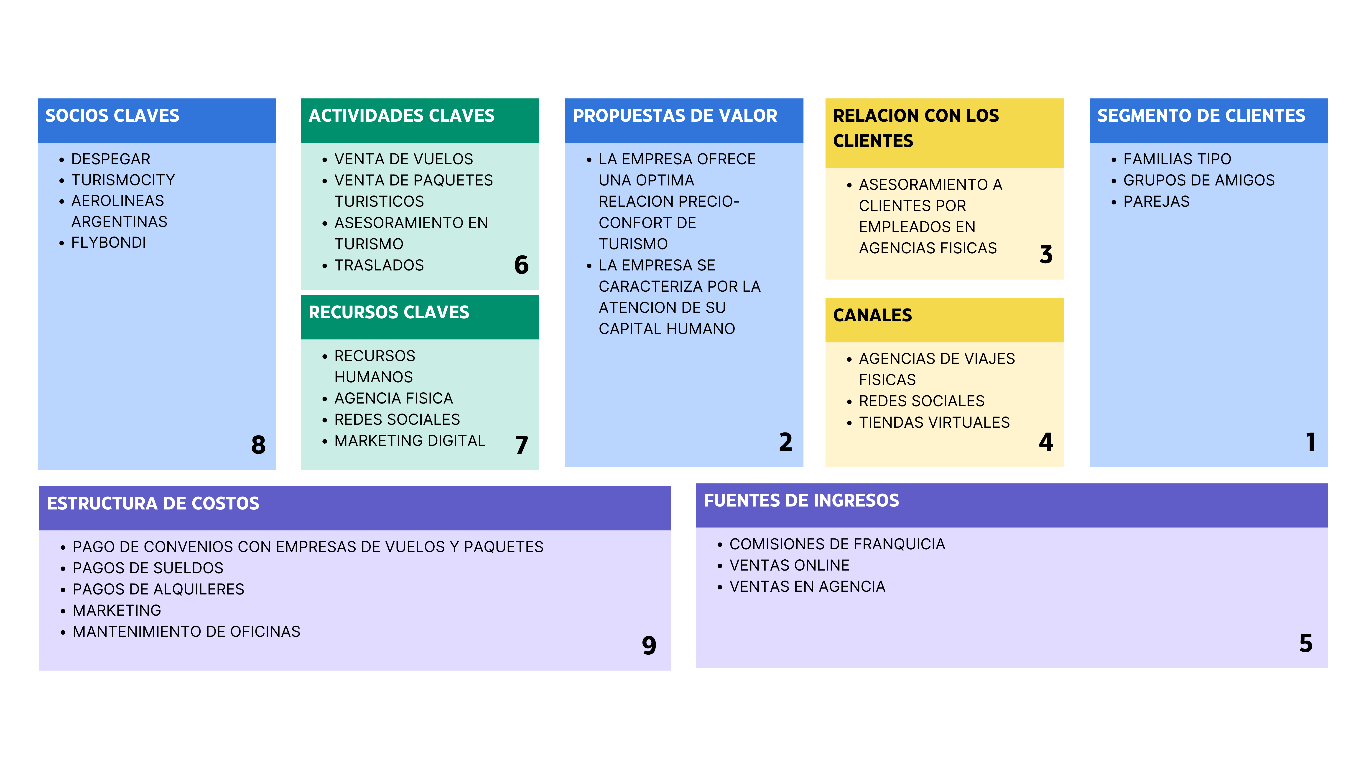 SOCIOS CLAVES
• DESPEGAR
• TURISMOCITY
• AEROLINEAS
ARGENTINAS
• FLYBONDI
8
ACTIVIDADES CLAVES
• VENTA DE VUELOS
• VENTA DE PAQUETES
TURISTICOS
• ASESORAMIENTO EN
TURISMO
• TRASLADOS
6
RECURSOS CLAVES
• RECURSOS
HUMANOS
• AGENCIA FISICA
• REDES SOCIALES
• MARKETING DIGITAL
7
PROPUESTAS DE VALOR
• LA EMPRESA OFRECE
UNA OPTIMA
RELACION PRECIO-
CONFORT DE
TURISMO
• LA EMPRESA SE
CARACTERIZA POR LA
ATENCION DE SU
CAPITAL HUMANO
2
RELACION CON LOS
CLIENTES
• ASESORAMIENTO A
CLIENTES POR
EMPLEADOS EN
AGENCIAS FISICAS
3
CANALES
• AGENCIAS DE VIAJES
FISICAS
• REDES SOCIALES
• TIENDAS VIRTUALES
4
SEGMENTO DE CLIENTES
• FAMILIAS TIPO
• GRUPOS DE AMIGOS
• PAREJAS
1
ESTRUCTURA DE COSTOS
• PAGO DE CONVENIOS CON EMPRESAS DE VUELOS Y PAQUETES
• PAGOS DE SUELDOS
• PAGOS DE ALQUILERES
• MARKETING
• MANTENIMIENTO DE OFICINAS
9
FUENTES DE INGRESOS
• COMISIONES DE FRANQUICIA
• VENTAS ONLINE
• VENTAS EN AGENCIA
5